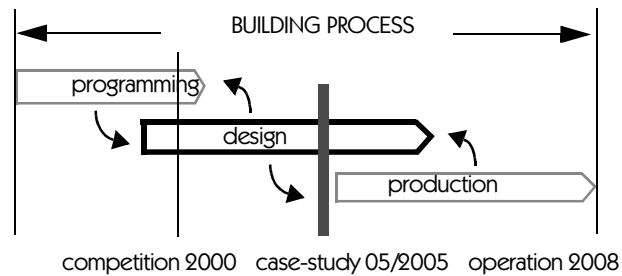 BUILDING PROCESS
programming
design
production
competition 2000 case-study 05/2005 operation 2008